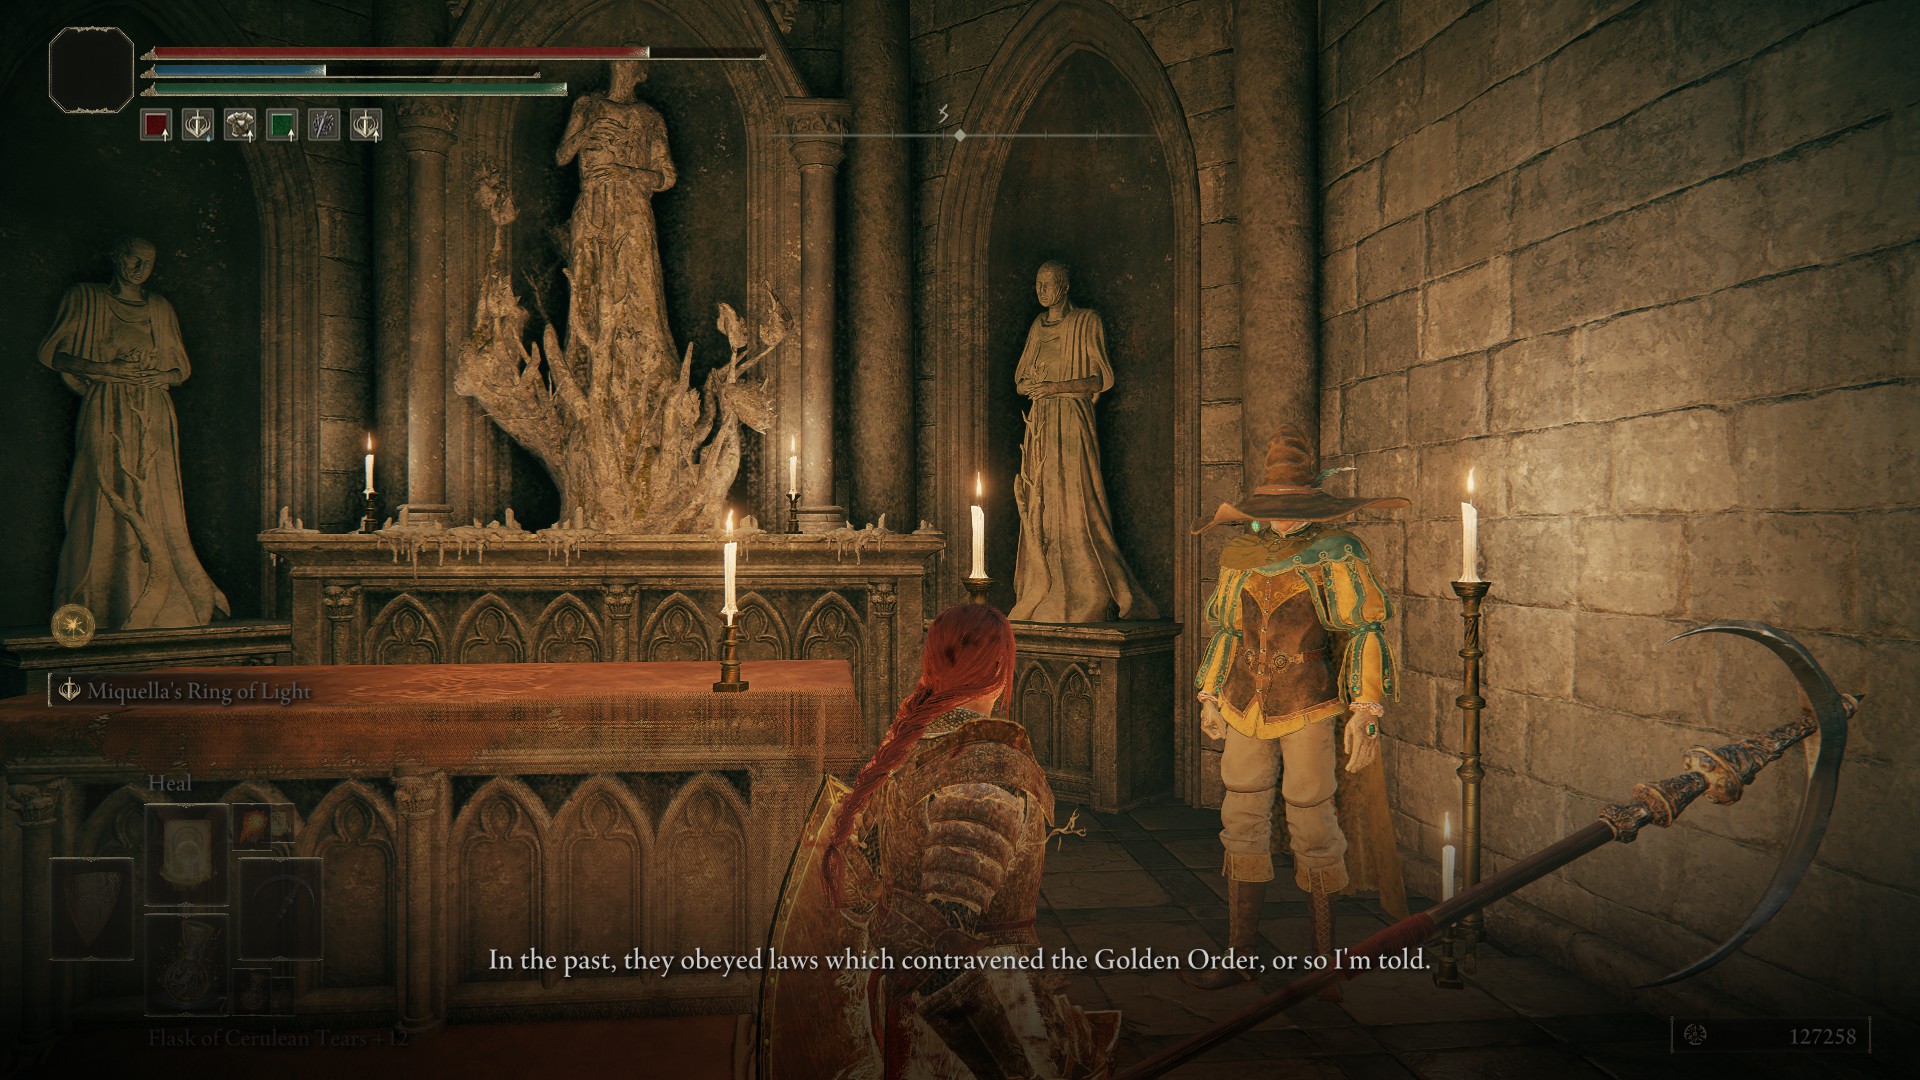 S
Miquella's Ring of Light
Heal
7
In the past, they obeyed laws which contravened the Golden Order, or so I'm told.
Flask of Cerulean Tears +12
127258